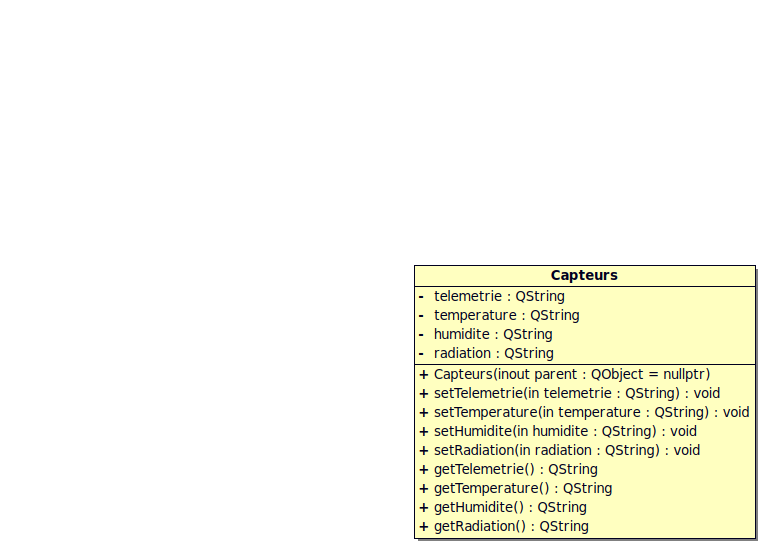 Capteurs
- telemetrie : QString
- temperature : QString
- humidite : QString
- radiation : QString
+ Capteurs(inout parent : QObject = nullptr)
+ setTelemetrie(in telemetrie : QString) : void
+ setTemperature(in temperature : QString) : void
+ setHumidite(in humidite : QString) : void
+ setRadiation(in radiation : QString) : void
+ getTelemetrie() : QString
+ getTemperature() : QString
+ getHumidite() : QString
+ getRadiation() : QString